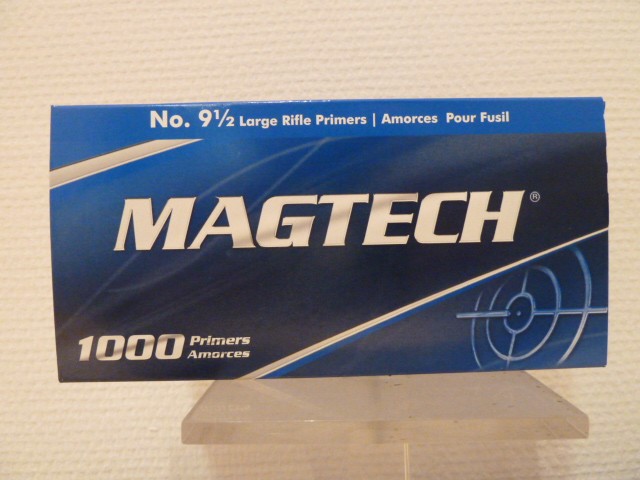 No. 9½ Large Rifle Primers | Amorces Pour Fusil
MAGTECH®
1000 Primers
Amorces